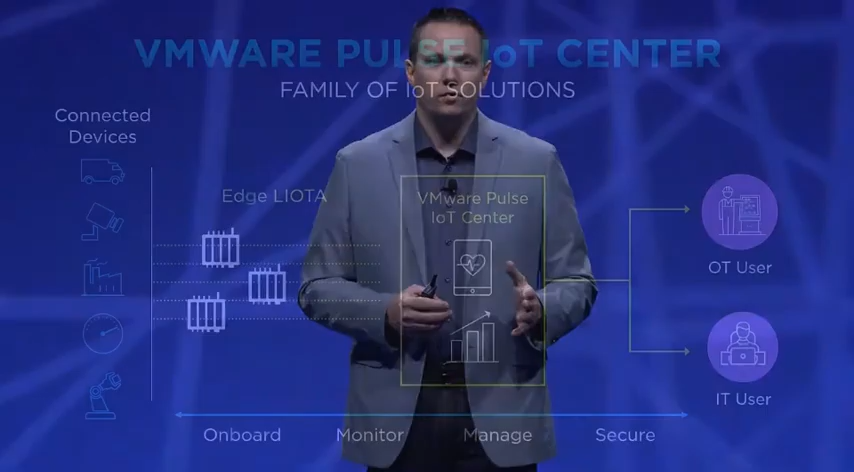 VMWARE PULSE IoT CENTER
FAMILY OF IoT SOLUTIONS
Connected
Devices
Edge LIOTA
VMware Pulse
IoT Center
OT User
IT User
Onboard
Monitor
Manage
Secure